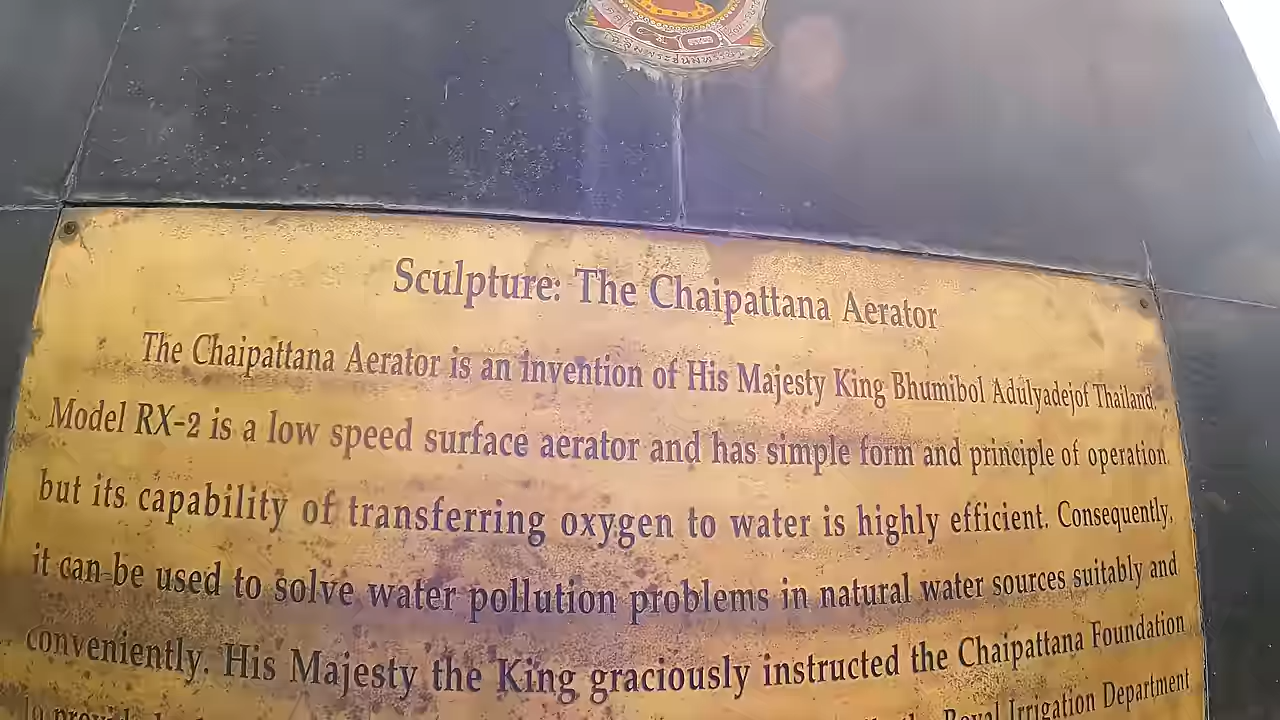 Sculpture: The Chaipattana Aerator
The Chaipattana Aerator is an invention of His Majesty King Bhumibol Adulyadejof Thailand.
Model RX-2 is a low speed surface aerator and has simple form and principle of operation.
but its capability of transferring oxygen to water is highly efficient. Consequently,
it can be used to solve water pollution problems in natural water sources suitably and
conveniently. His Majesty the King graciously instructed the Chaipattana Foundation
Royal Irrigation Department